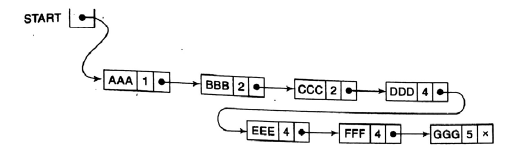 START
AAA 1 BBB 2 CCC 2 DDD 4
EEE 4 FFF 4 GGG 5 ×